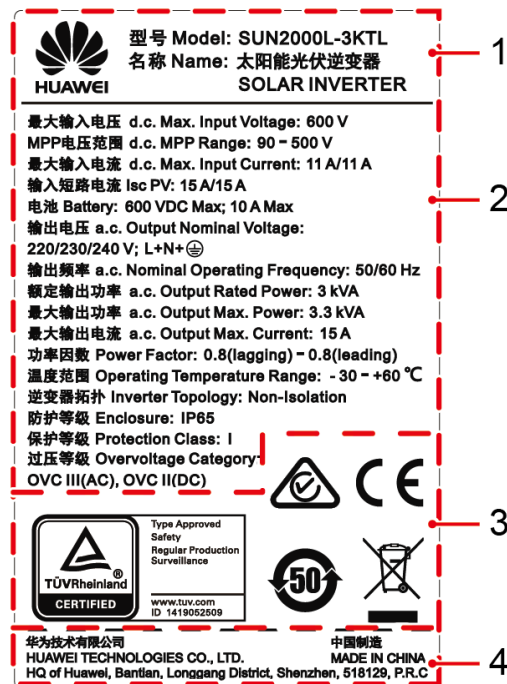 型号 Model: SUN2000L-3KTL
名称 Name: 太阳能光伏逆变器
SOLAR INVERTER
HUAWEI
1
最大输入电压 d.c. Max. Input Voltage: 600 V
MPP电压范围 d.c. MPP Range: 90 - 500 V
最大输入电流 d.c. Max. Input Current: 11 A/11 A
输入短路电流 Isc PV: 15 A/15 A
电池 Battery: 600 VDC Max; 10 A Max
2
输出电压 a.c. Output Nominal Voltage:
220/230/240 V; L+N+
输出频率 a.c. Nominal Operating Frequency: 50/60 Hz
额定输出功率 a.c. Output Rated Power: 3 kVA
最大输出功率 a.c. Output Max. Power: 3.3 kVA
最大输出电流 a.c. Output Max. Current: 15 A
功率因数 Power Factor: 0.8(lagging) - 0.8(leading)
温度范围 Operating Temperature Range: - 30 - +60 ℃
逆变器拓扑 Inverter Topology: Non-Isolation
防护等级 Enclosure: IP65
保护等级 Protection Class: I
过压等级 Overvoltage Category
OVC III(AC), OVC II(DC)
CE
3
TÜVRheinland®
CERTIFIED
Type Approved
Safety
Regular Production
Surveillance
www.tuv.com
ID 1419052509
50
华为技术有限公司 中国制造
HUAWEI TECHNOLOGIES CO., LTD. MADE IN CHINA
HQ of Huawei, Bantian, Longgang District, Shenzhen, 518129, P.R.C
4